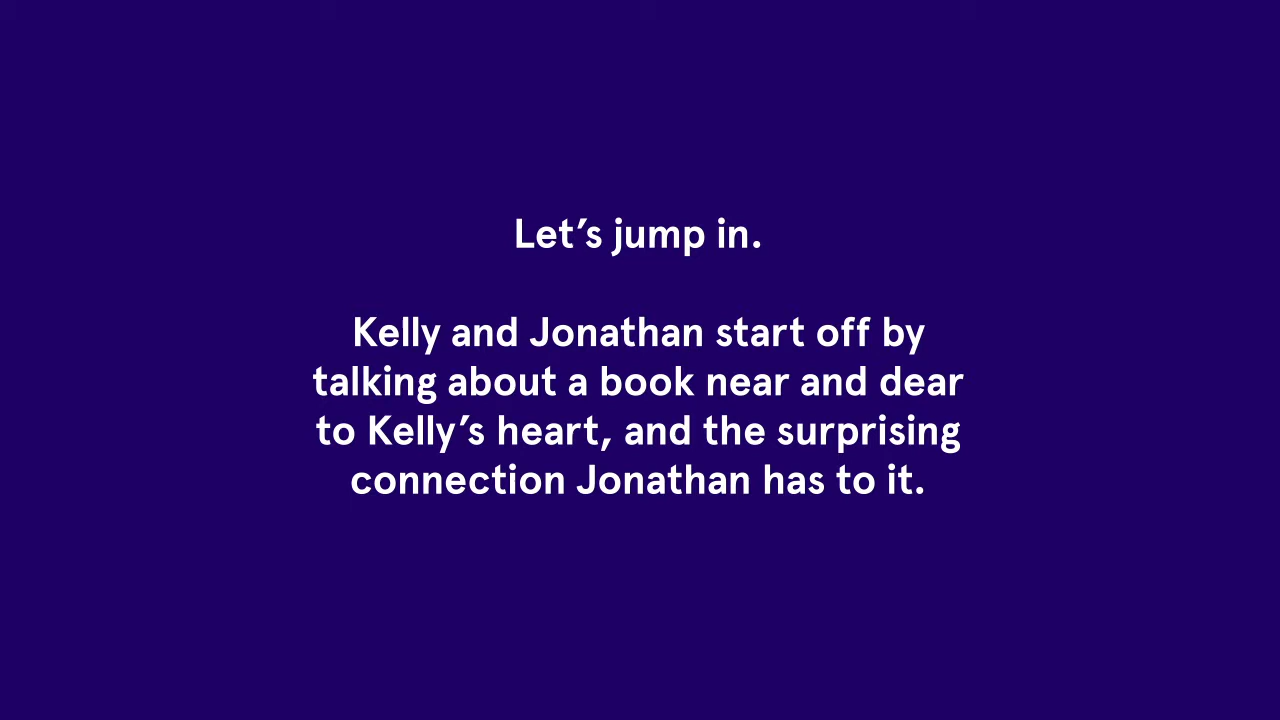 Let’s jump in.
Kelly and Jonathan start off by
talking about a book near and dear
to Kelly’s heart, and the surprising
connection Jonathan has to it.